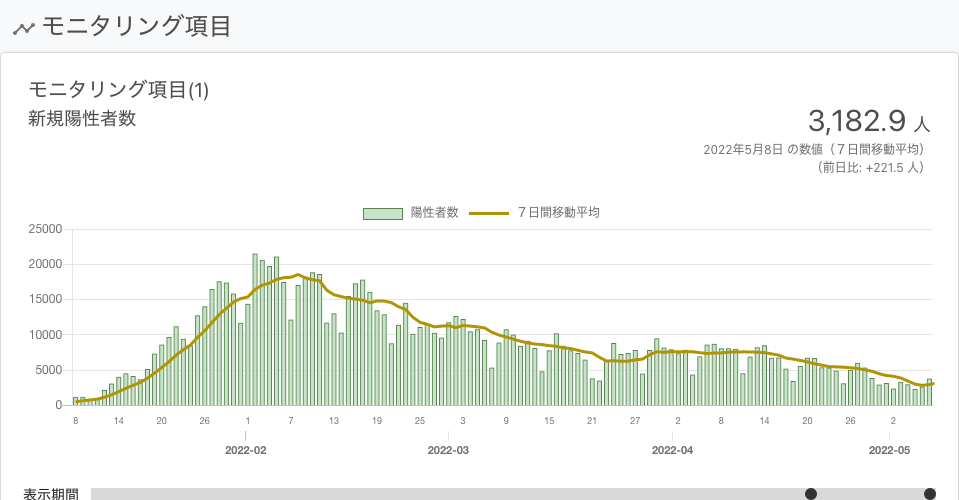 モニタリング項目
モニタリング項目(1)
新規陽性者数
3,182.9 人
2022年5月8日 の数値（７日間移動平均）
（前日比: +221.5 人）
陽性者数 ７日間移動平均
25000
20000
15000
10000
5000
0
8 14 20 26 1 7 13 19 25 3 9 15 21 27 2 8 14 20 26 2
2022-02 2022-03 2022-04 2022-05
表示期間